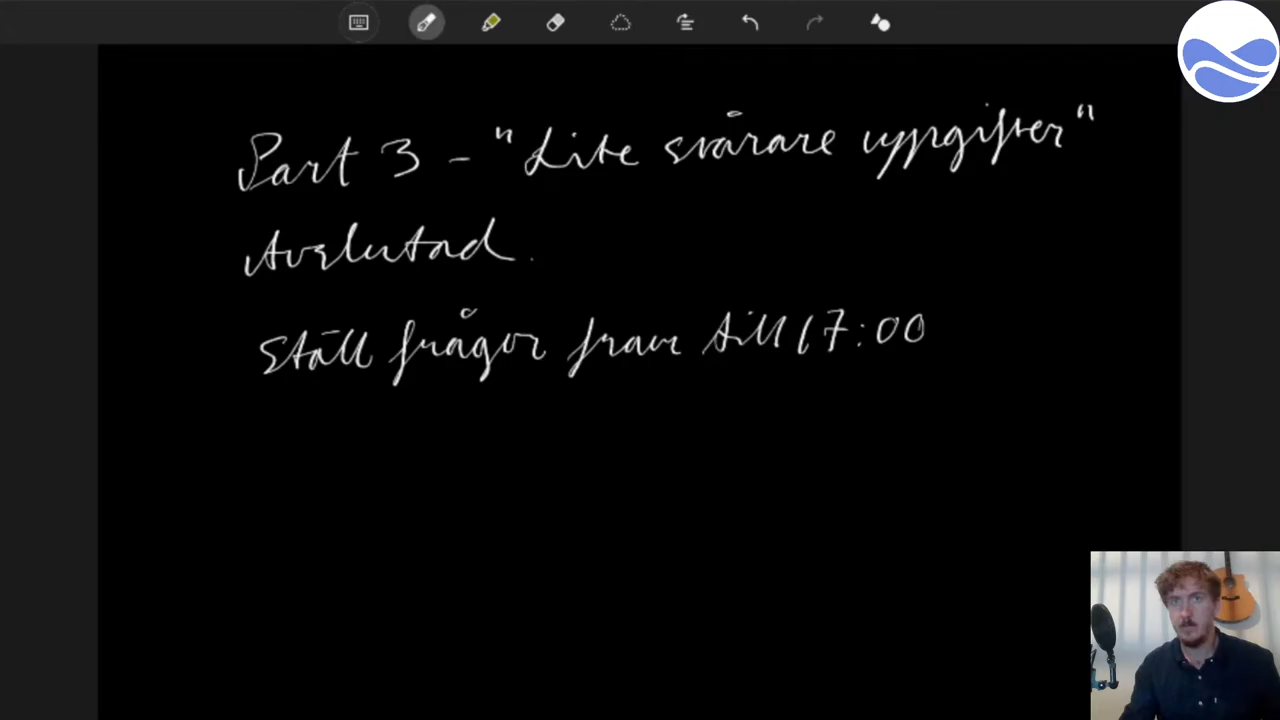 Part 3 - "Lite svårare uppgifter"
Avslutad.
Ställ frågor fram till 17:00